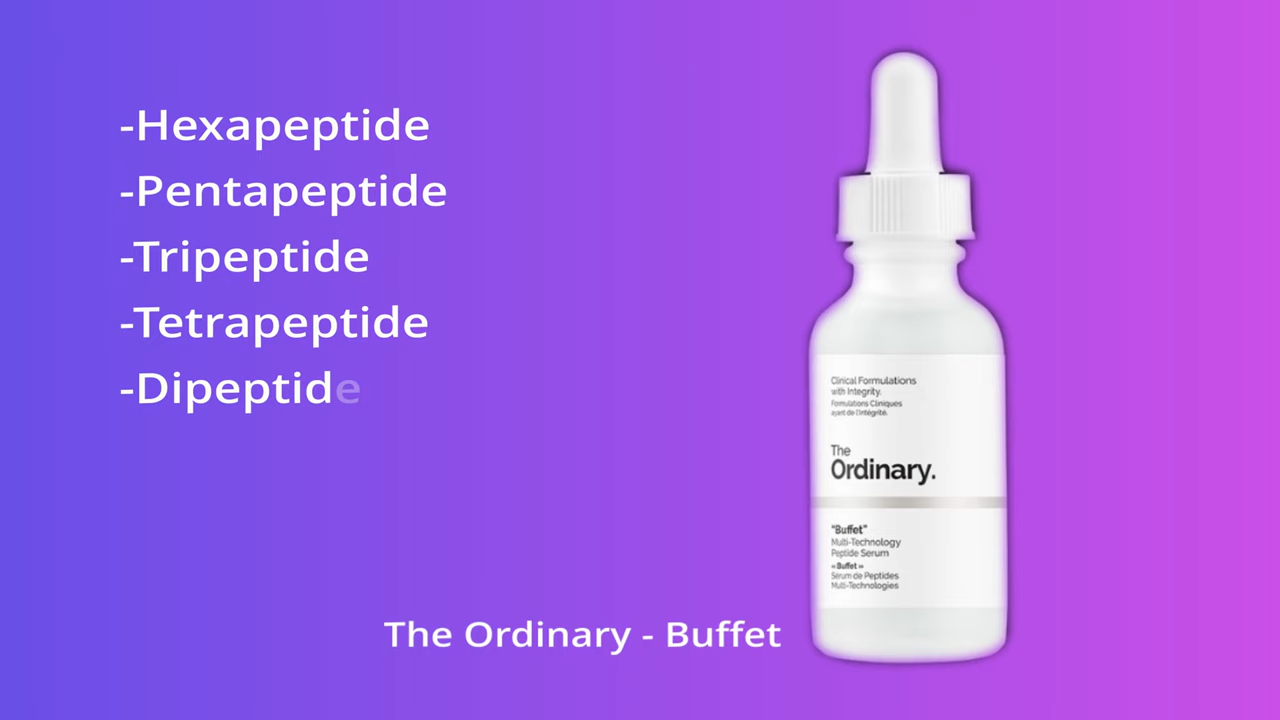 -Hexapeptide
-Pentapeptide
-Tripeptide
-Tetrapeptide
-Dipeptide
The Ordinary - Buffet
Clinical Formulations
with Integrity.
Formulations Cliniques
ayant de l'intégrité.
The
Ordinary.
"Buffet"
Multi-Technology
Peptide Serum
«Buffet»
Sérum de Peptides
Multi-Technologies